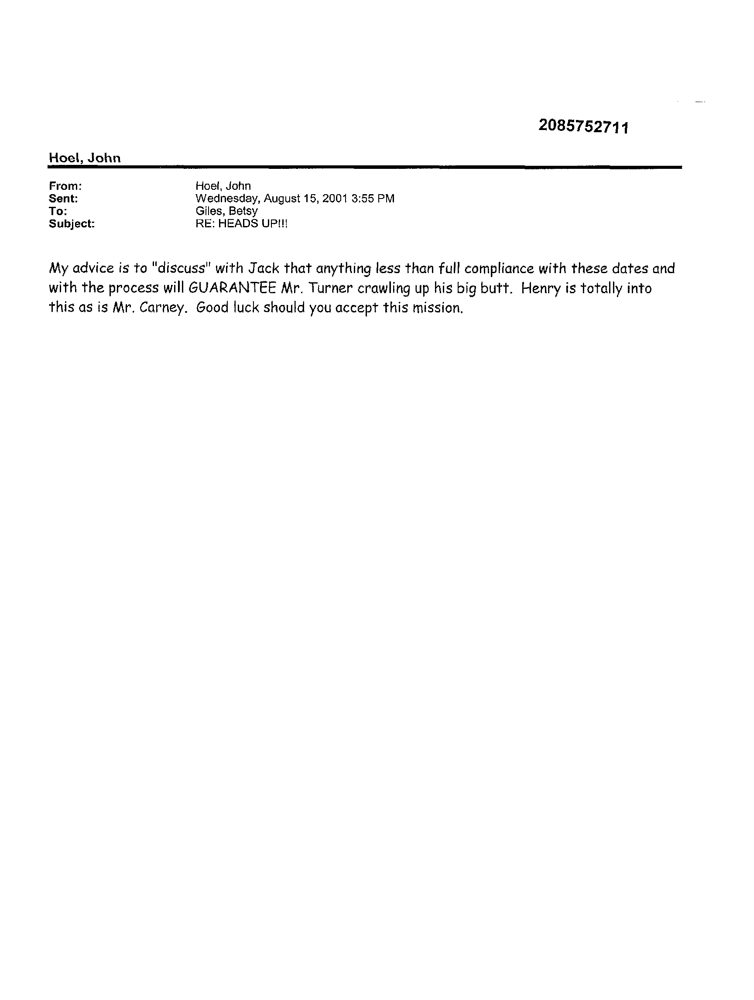 2085752711
Hoel, John
From: Hoel, John
Sent: Wednesday, August 15, 2001 3:55 PM
To: Giles, Betsy
Subject: RE: HEADS UP!!!
My advice is to "discuss" with Jack that anything less than full compliance with these dates and
with the process will GUARANTEE Mr. Turner crawling up his big butt. Henry is totally into
this as is Mr. Carney. Good luck should you accept this mission.